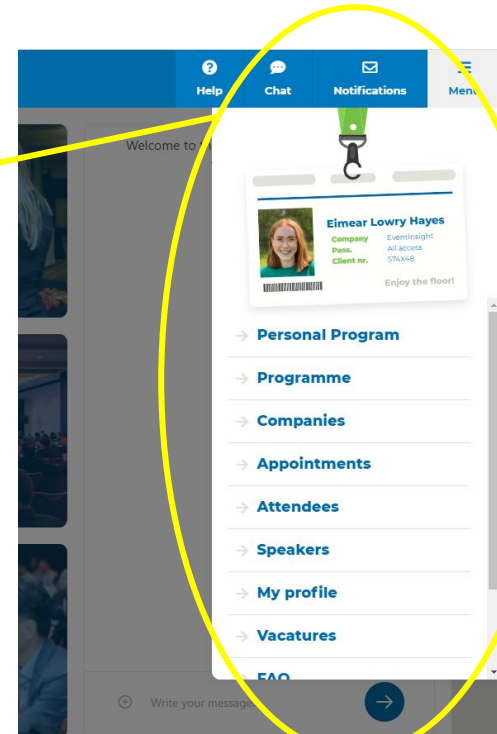 Help Chat Notifications Menu
Welcome to
Eimear Lowry Hayes
Company EventInsight
Pass. All access
Client nr. 574X48
Enjoy the floor!
Personal Program
Programme
Companies
Appointments
Attendees
Speakers
My profile
Vacatures
FAQ
Write your message